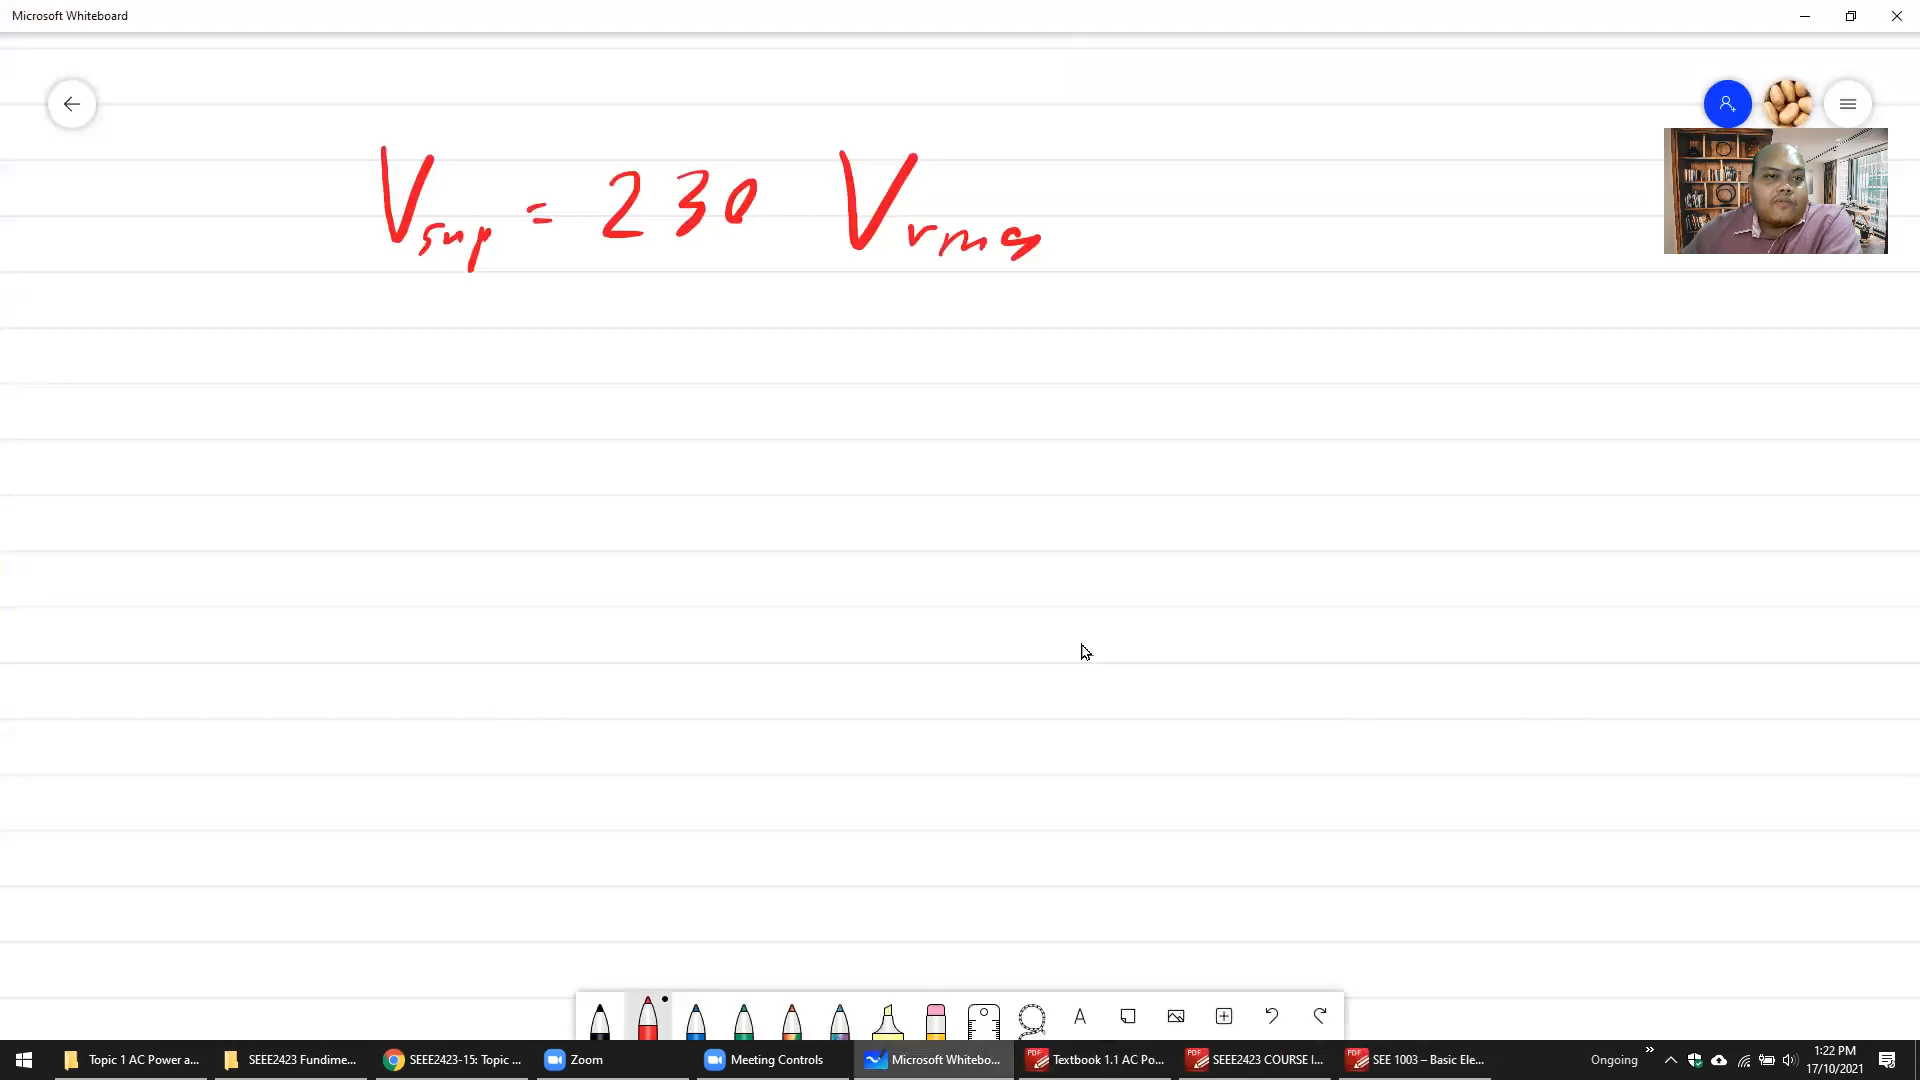 Microsoft Whiteboard
Vsup = 230 Vrms
A
Topic 1 AC Power a...
SEEE2423 Fundime...
SEEE2423-15: Topic ...
Zoom
Meeting Controls
Microsoft Whitebo...
Textbook 1.1 AC Po...
SEEE2423 COURSE I...
SEE 1003 – Basic Ele...
Ongoing
1:22 PM
17/10/2021